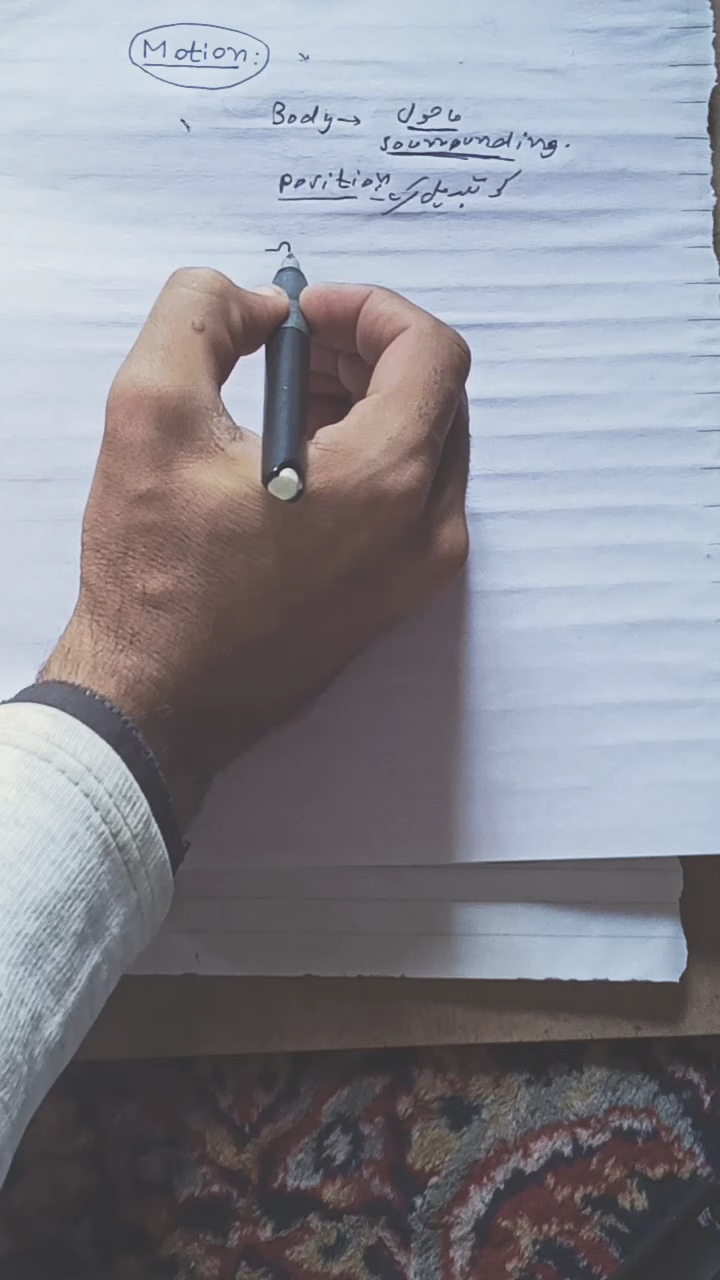 Motion:
Body → ماحول
sourrounding.
position کو تبدیل کرے